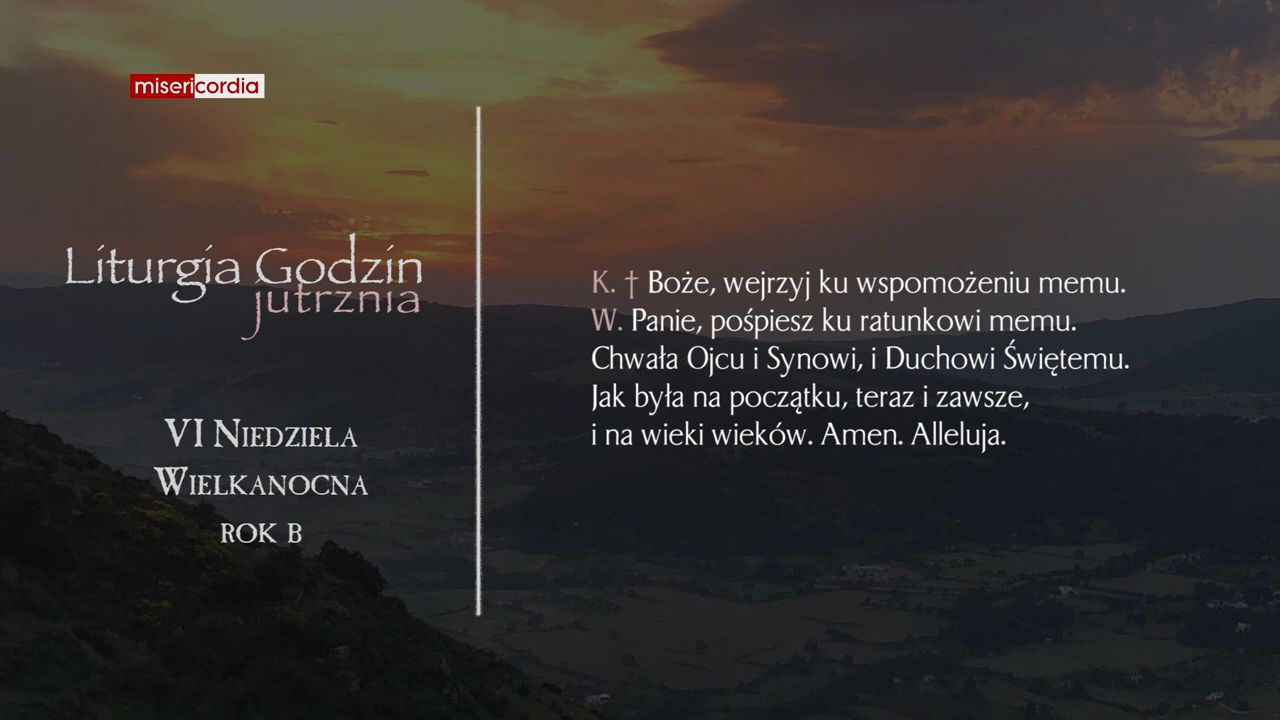 misericordia
Liturgia Godzin
jutrznia
VI Niedziela
Wielkanocna
rok B
K. † Boże, wejrzyj ku wspomożeniu memu.
W. Panie, pośpiesz ku ratunkowi memu.
Chwała Ojcu i Synowi, i Duchowi Świętemu.
Jak była na początku, teraz i zawsze,
i na wieki wieków. Amen. Alleluja.